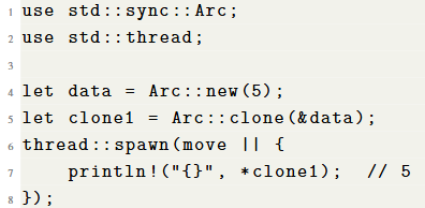 1 use std::sync::Arc;
2 use std::thread;
3
4 let data = Arc::new(5);
5 let clone1 = Arc::clone(&data);
6 thread::spawn(move || {
7     println!("{}", *clone1);  // 5
8 });